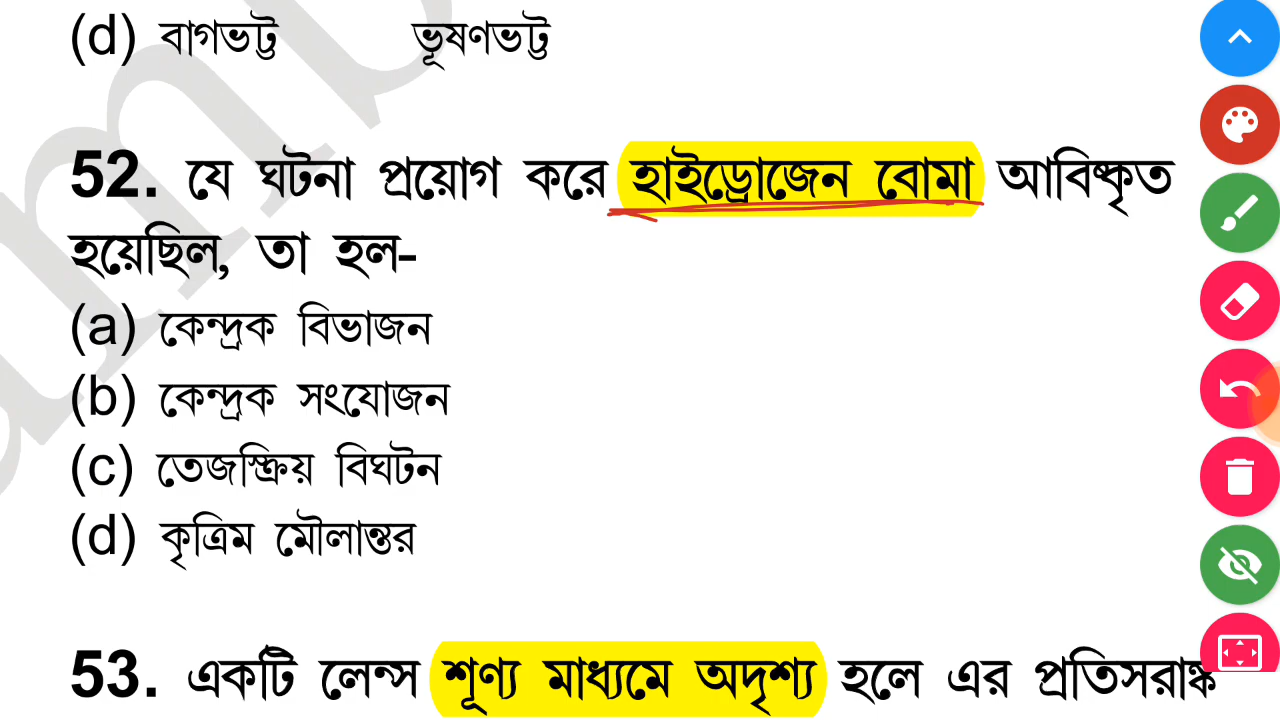 (d) বাগভট্ট ভূষণভট্ট
52. যে ঘটনা প্রয়োগ করে হাইড্রোজেন বোমা আবিষ্কৃত
হয়েছিল, তা হল-
(a) কেন্দ্রক বিভাজন
(b) কেন্দ্রক সংযোজন
(c) তেজস্ক্রিয় বিঘটন
(d) কৃত্রিম মৌলান্তর
53. একটি লেন্স শূণ্য মাধ্যমে অদৃশ্য হলে এর প্রতিসরাঙ্ক